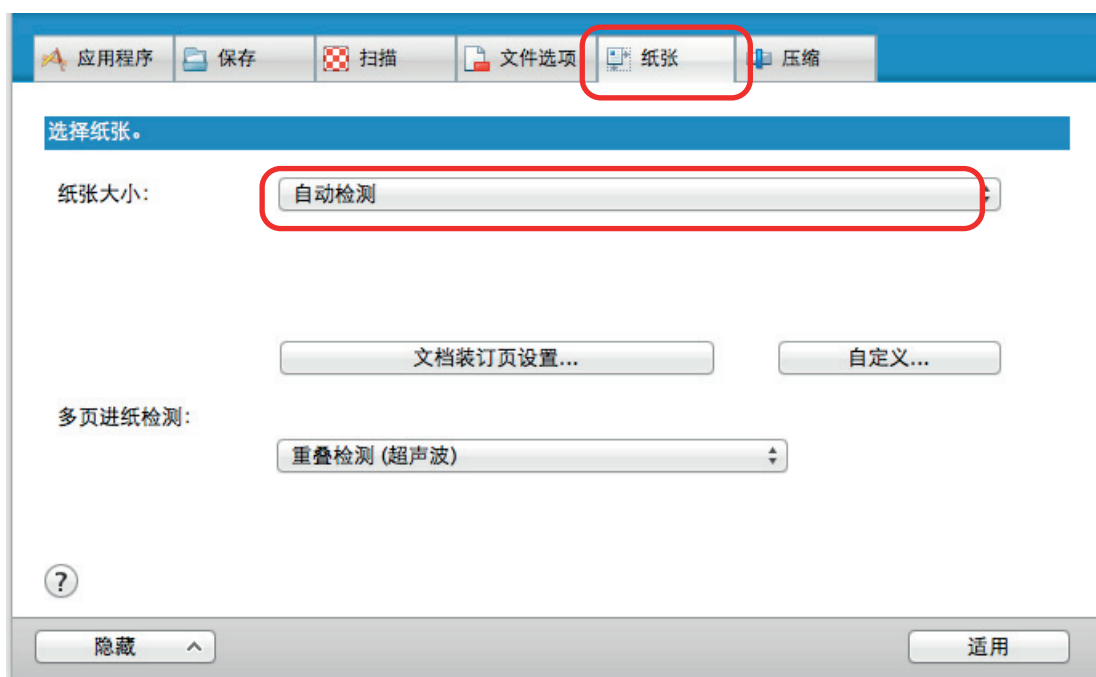 应用程序 保存 扫描 文件选项 纸张 压缩
选择纸张。
纸张大小: 自动检测
文档装订页设置... 自定义...
多页进纸检测:
重叠检测 (超声波)
?
隐藏 适用